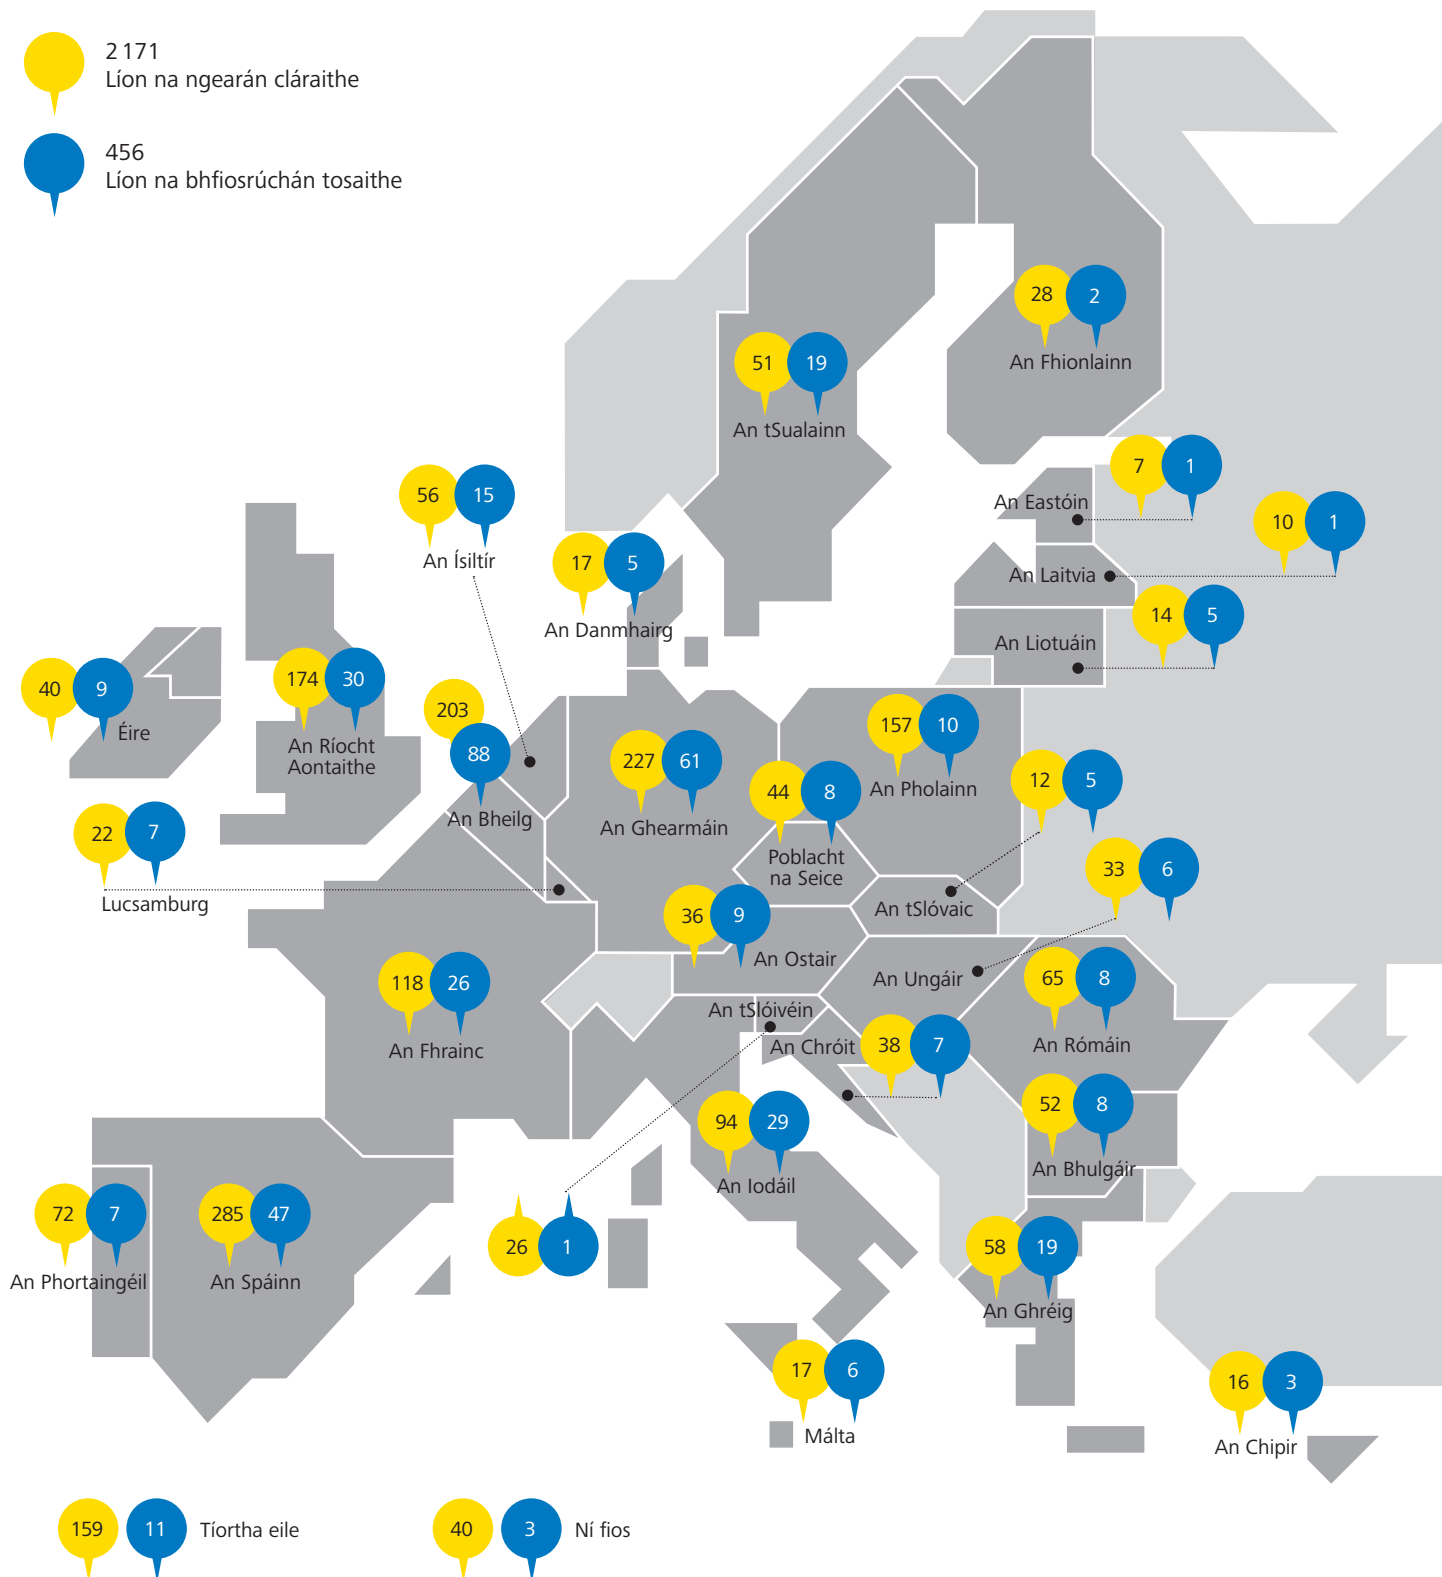 2 171
Líon na ngearán cláraithe
456
Líon na bhfiosrúchán tosaithe
28 2
An Fhionlainn
51 19
An tSualainn
7 1
An Eastóin
56 15
An Ísiltír
10 1
An Laitvia
17 5
An Danmhairg
14 5
An Liotuáin
40 9
Éire
174 30
An Ríocht
Aontaithe
203
88
An Bheilg
227 61
An Ghearmáin
157 10
An Pholainn
44 8
Poblacht
na Seice
12 5
An tSlóvaic
22 7
Lucsamburg
33 6
An Ungáir
36 9
An Ostair
118 26
An Fhrainc
65 8
An Rómáin
An tSlóivéin
An Chróit
38 7
52 8
An Bhulgáir
94 29
An Iodáil
72 7
An Phortaingéil
285 47
An Spáinn
26 1
58 19
An Ghréig
17 6
Málta
16 3
An Chipir
159 11 Tíortha eile
40 3 Ní fios